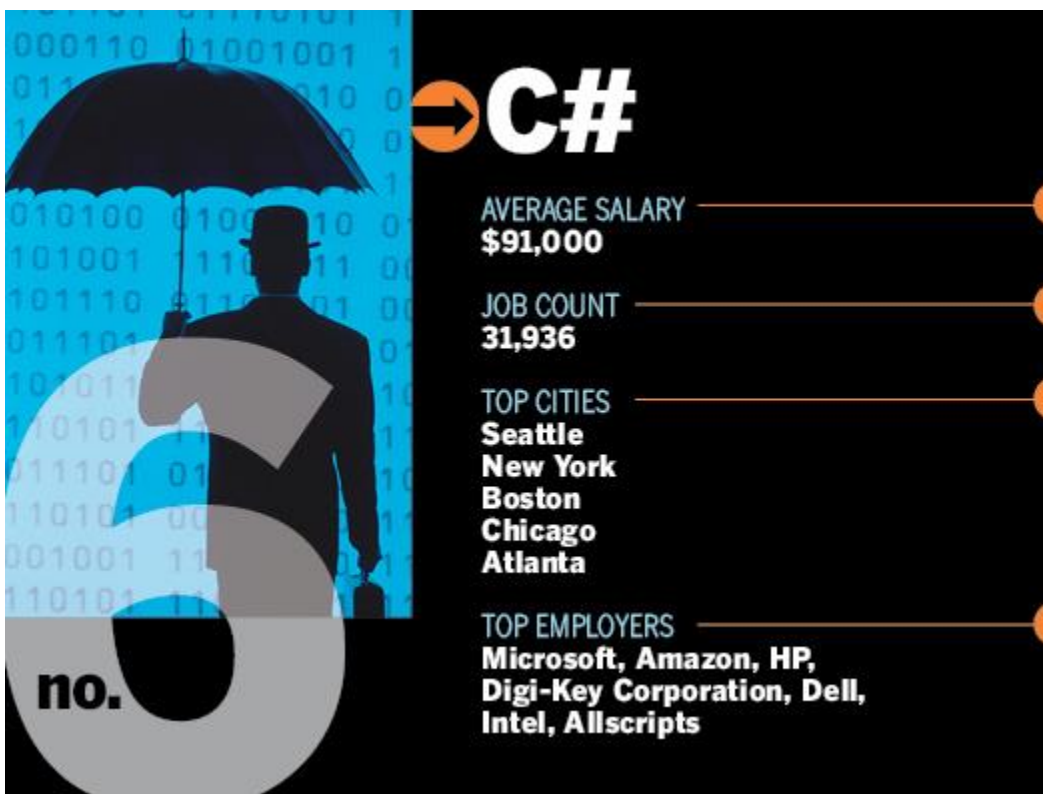 C#
AVERAGE SALARY
$91,000
JOB COUNT
31,936
TOP CITIES
Seattle
New York
Boston
Chicago
Atlanta
TOP EMPLOYERS
Microsoft, Amazon, HP,
Digi-Key Corporation, Dell,
Intel, Allscripts
no.
6